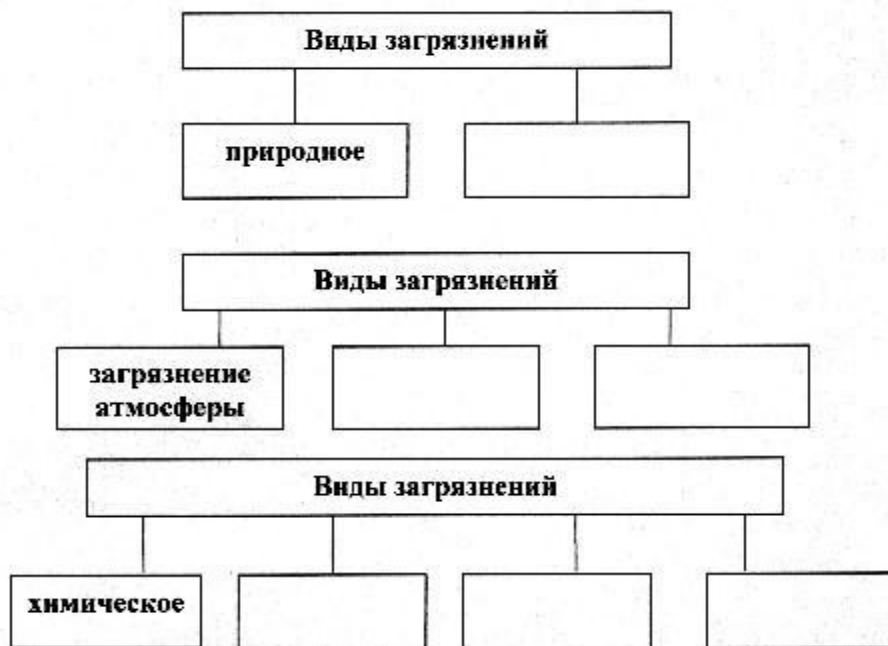 Виды загрязнений
природное
Виды загрязнений
загрязнение
атмосферы
Виды загрязнений
химическое